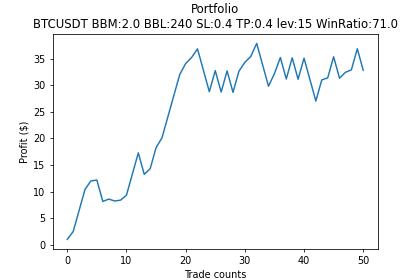 Portfolio
BTCUSDT BBM:2.0 BBL:240 SL:0.4 TP:0.4 lev:15 WinRatio:71.0
35
30
25
20
15
10
5
0
Profit ($)
0 10 20 30 40 50
Trade counts